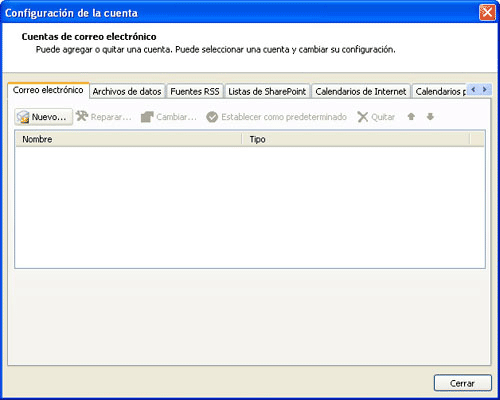 Configuración de la cuenta
Cuentas de correo electrónico
Puede agregar o quitar una cuenta. Puede seleccionar una cuenta y cambiar su configuración.
Correo electrónico Archivos de datos Fuentes RSS Listas de SharePoint Calendarios de Internet Calendarios p
Nuevo... Reparar... Cambiar... Establecer como predeterminado Quitar
Nombre Tipo
Cerrar